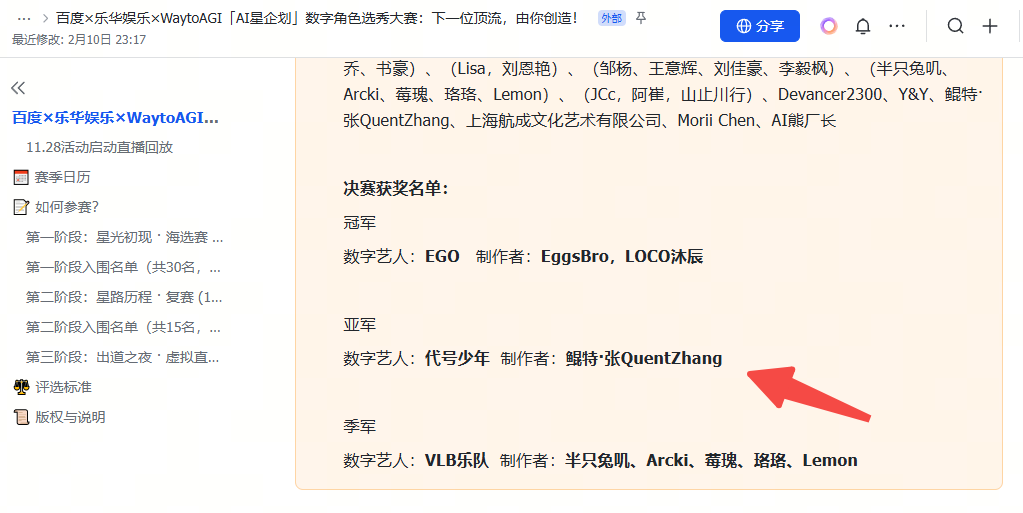 … > 百度×乐华娱乐×WaytoAGI「AI星企划」数字角色选秀大赛：下一位顶流，由你创造！ 外部
最近修改: 2月10日 23:17
分享
百度×乐华娱乐×WaytoAGI...
11.28活动启动直播回放
赛季日历
如何参赛?
第一阶段：星光初现 · 海选赛 ...
第一阶段入围名单（共30名，...
第二阶段：星路历程 · 复赛 (1...
第二阶段入围名单（共15名，...
第三阶段：出道之夜 · 虚拟直...
评选标准
版权与说明
乔、书豪）、（Lisa，刘恩艳）、（邹杨、王意辉、刘佳豪、李毅枫）、（半只兔叽、
Arcki、莓瑰、珞珞、Lemon）、（JCc，阿崔，山止川行）、Devancer2300、Y&Y、鲲特·
张QuentZhang、上海航成文化艺术有限公司、Morii Chen、AI熊厂长
决赛获奖名单：
冠军
数字艺人：EGO 制作者：EggsBro，LOCO沐辰
亚军
数字艺人：代号少年 制作者：鲲特·张QuentZhang
季军
数字艺人：VLB乐队 制作者：半只兔叽、Arcki、莓瑰、珞珞、Lemon